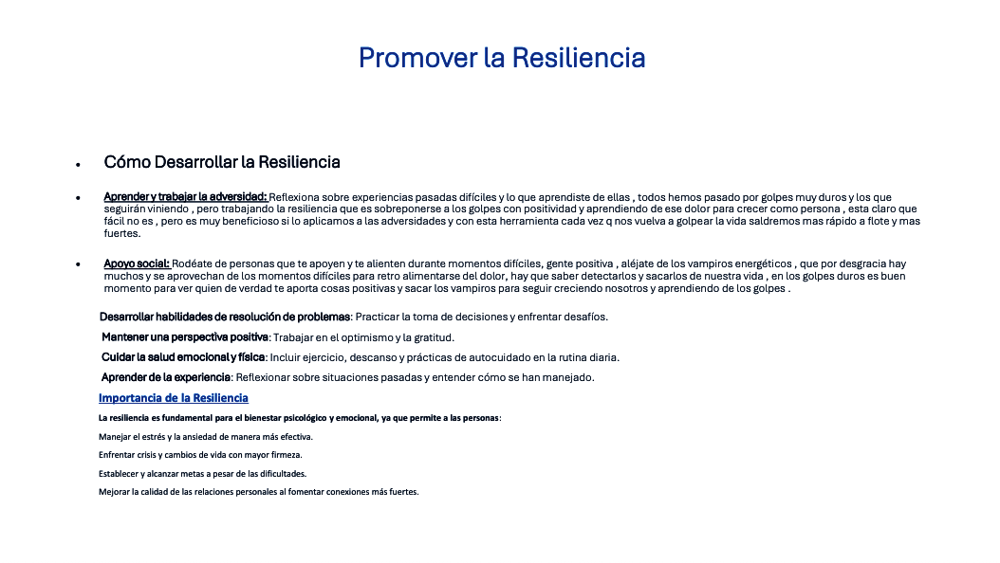 Promover la Resiliencia
• Cómo Desarrollar la Resiliencia
• Aprender y trabajar la adversidad: Reflexiona sobre experiencias pasadas difíciles y lo que aprendiste de ellas , todos hemos pasado por golpes muy duros y los que
seguirán viniendo , pero trabajando la resiliencia que es sobreponerse a los golpes con positividad y aprendiendo de ese dolor para crecer como persona , esta claro que
fácil no es , pero es muy beneficioso si lo aplicamos a las adversidades y con esta herramienta cada vez q nos vuelva a golpear la vida saldremos mas rápido a flote y mas
fuertes.
• Apoyo social: Rodéate de personas que te apoyen y te alienten durante momentos difíciles, gente positiva , aléjate de los vampiros energéticos , que por desgracia hay
muchos y se aprovechan de los momentos difíciles para retro alimentarse del dolor, hay que saber detectarlos y sacarlos de nuestra vida , en los golpes duros es buen
momento para ver quien de verdad te aporta cosas positivas y sacar los vampiros para seguir creciendo nosotros y aprendiendo de los golpes .
Desarrollar habilidades de resolución de problemas: Practicar la toma de decisiones y enfrentar desafíos.
Mantener una perspectiva positiva: Trabajar en el optimismo y la gratitud.
Cuidar la salud emocional y física: Incluir ejercicio, descanso y prácticas de autocuidado en la rutina diaria.
Aprender de la experiencia: Reflexionar sobre situaciones pasadas y entender cómo se han manejado.
Importancia de la Resiliencia
La resiliencia es fundamental para el bienestar psicológico y emocional, ya que permite a las personas:
Manejar el estrés y la ansiedad de manera más efectiva.
Enfrentar crisis y cambios de vida con mayor firmeza.
Establecer y alcanzar metas a pesar de las dificultades.
Mejorar la calidad de las relaciones personales al fomentar conexiones más fuertes.